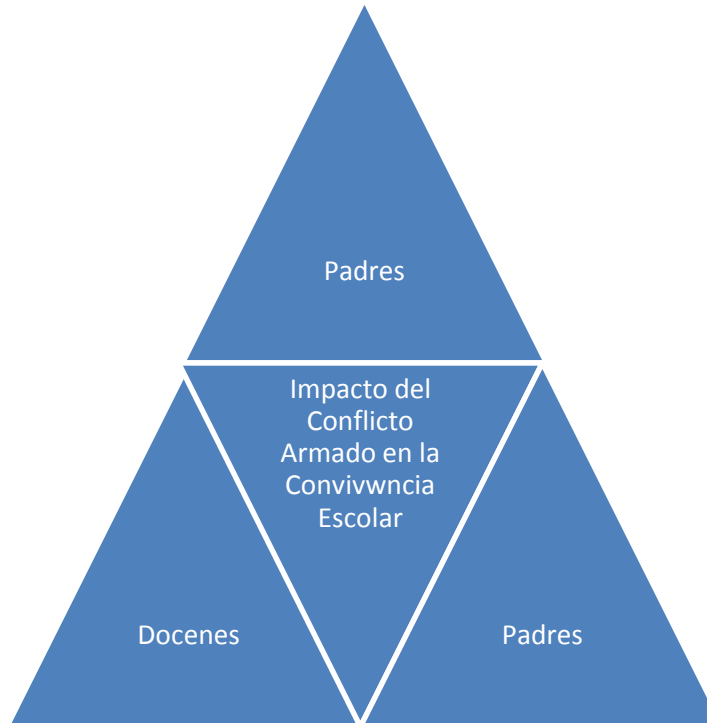 Padres
Impacto del
Conflicto
Armado en la
Convivwncia
Escolar
Docenes
Padres